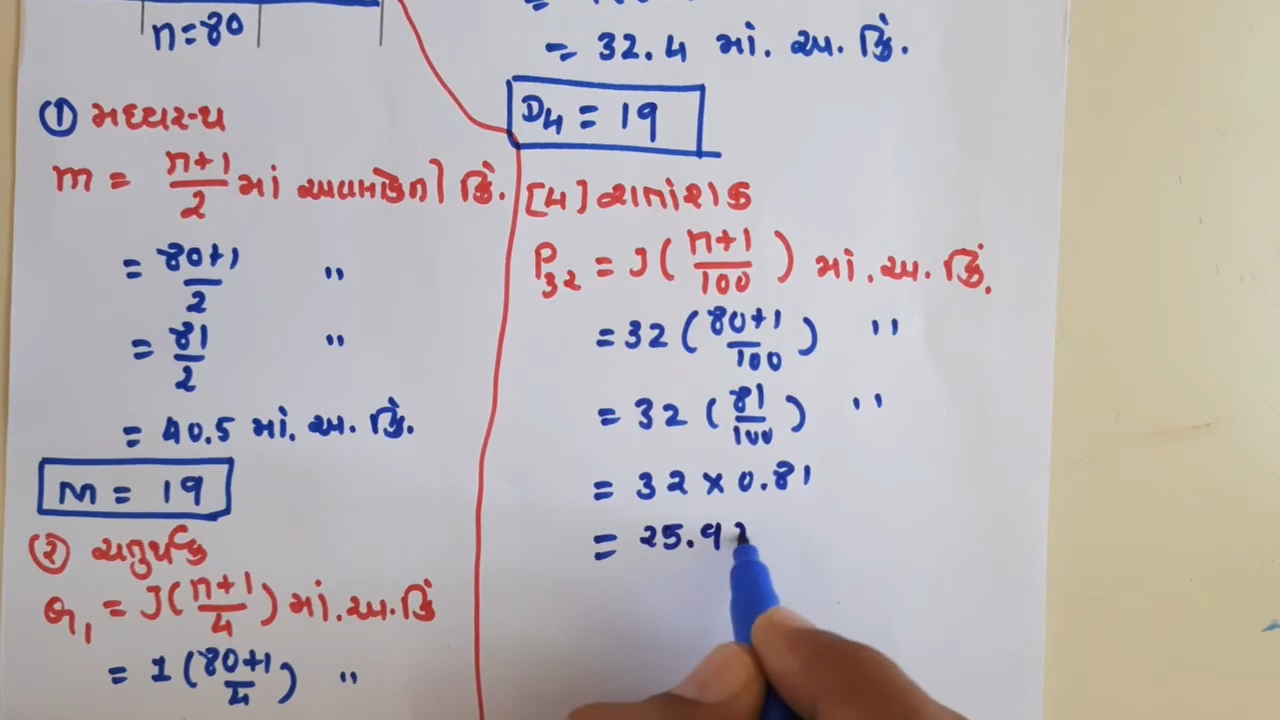 n=80
① મધ્યસ્થ
m = n+1/2 માં અવલોકનની કિં.
= 80+1/2 "
= 81/2 "
= 40.5 માં. અ. કિં.
M = 19
② ચતુર્થક
Q₁ = J(n+1/4) માં.અ.કિં
= 1(80+1/4) "
= 32.4 માં. અ. કિં.
D₄ = 19
[4] શતાંશક
P₃₂ = J(n+1/100) માં.અ.કિં.
= 32(80+1/100) "
= 32(81/100) "
= 32 × 0.81
= 25.92